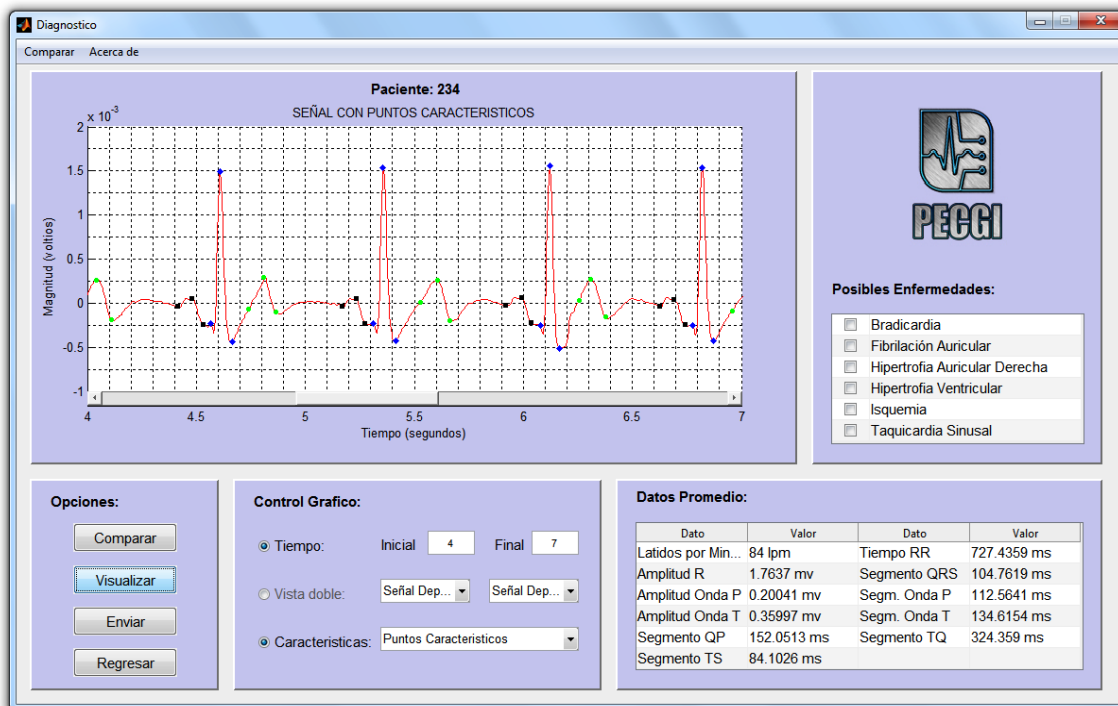 Diagnostico
Comparar Acerca de
Paciente: 234
SEÑAL CON PUNTOS CARACTERISTICOS
x 10^-3
2
1.5
1
0.5
0
-0.5
-1
Magnitud (voltios)
4 4.5 5 5.5 6 6.5 7
Tiempo (segundos)
PECGI
Posibles Enfermedades:
Bradicardia
Fibrilación Auricular
Hipertrofia Auricular Derecha
Hipertrofia Ventricular
Isquemia
Taquicardia Sinusal
Opciones:
Comparar
Visualizar
Enviar
Regresar
Control Grafico:
Tiempo: Inicial 4 Final 7
Vista doble: Señal Dep... Señal Dep...
Caracteristicas: Puntos Caracteristicos
Datos Promedio:
Dato Valor Dato Valor
Latidos por Min... 84 lpm Tiempo RR 727.4359 ms
Amplitud R 1.7637 mv Segmento QRS 104.7619 ms
Amplitud Onda P 0.20041 mv Segm. Onda P 112.5641 ms
Amplitud Onda T 0.35997 mv Segm. Onda T 134.6154 ms
Segmento QP 152.0513 ms Segmento TQ 324.359 ms
Segmento TS 84.1026 ms